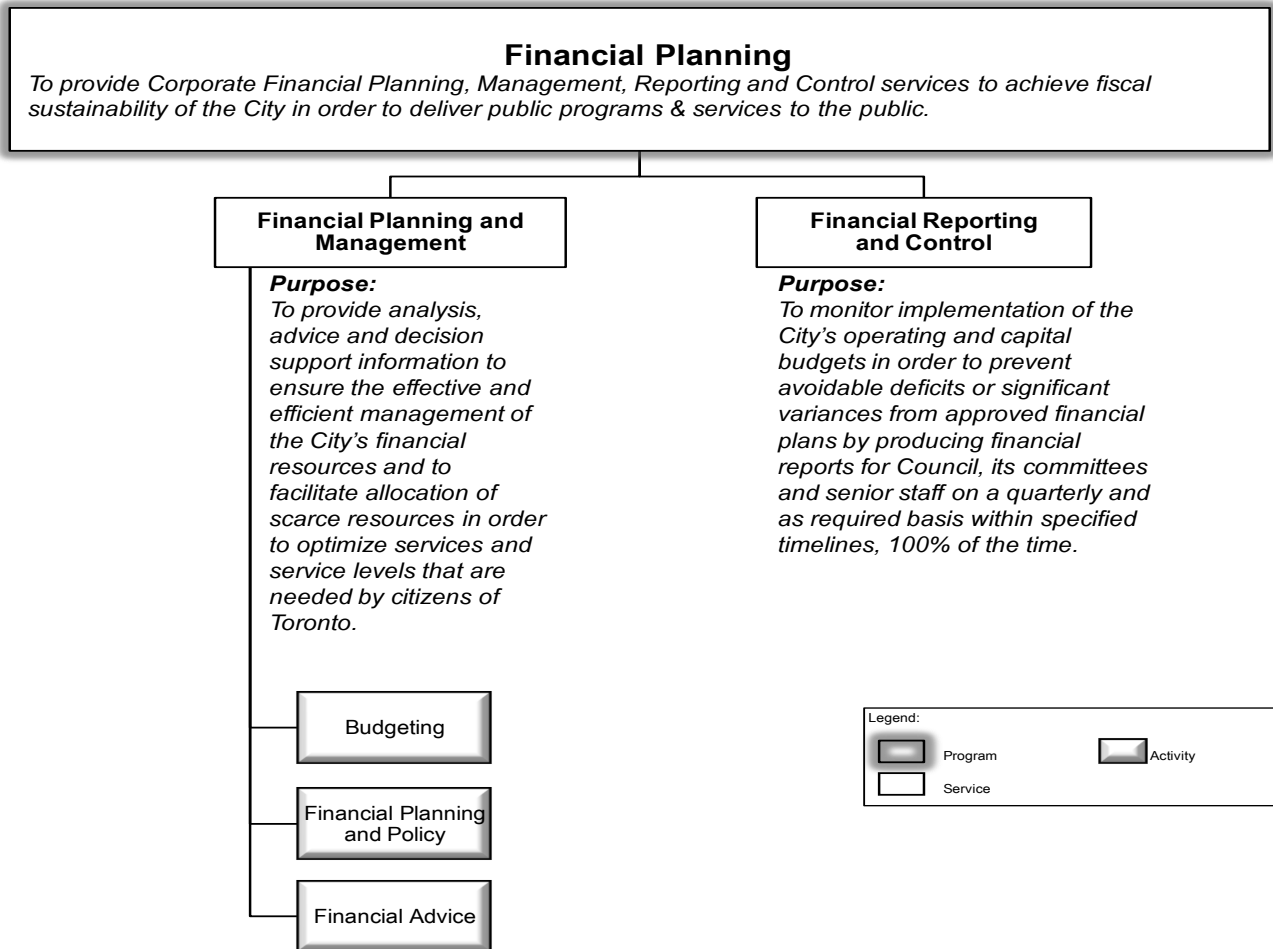 Financial Planning
To provide Corporate Financial Planning, Management, Reporting and Control services to achieve fiscal
sustainability of the City in order to deliver public programs & services to the public.
Financial Planning and
Management
Purpose:
To provide analysis,
advice and decision
support information to
ensure the effective and
efficient management of
the City's financial
resources and to
facilitate allocation of
scarce resources in order
to optimize services and
service levels that are
needed by citizens of
Toronto.
Budgeting
Financial Planning
and Policy
Financial Advice
Financial Reporting
and Control
Purpose:
To monitor implementation of the
City's operating and capital
budgets in order to prevent
avoidable deficits or significant
variances from approved financial
plans by producing financial
reports for Council, its committees
and senior staff on a quarterly and
as required basis within specified
timelines, 100% of the time.
Legend:
Program
Activity
Service